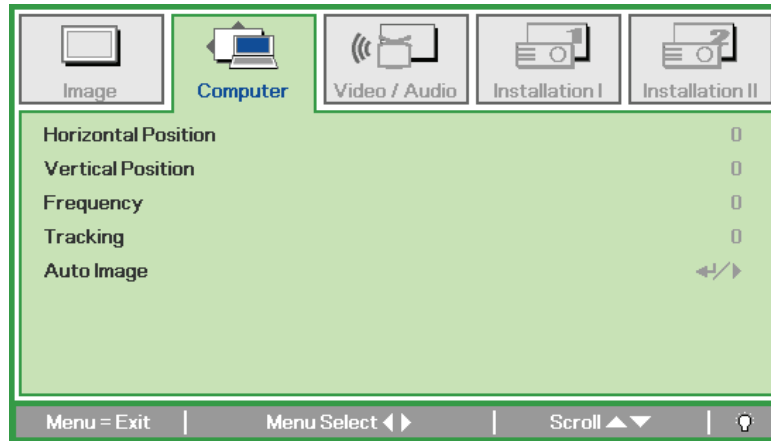 Image Computer Video / Audio Installation I Installation II
Horizontal Position 0
Vertical Position 0
Frequency 0
Tracking 0
Auto Image ↵/▶
Menu = Exit | Menu Select ◀▶ | Scroll ▲▼ |